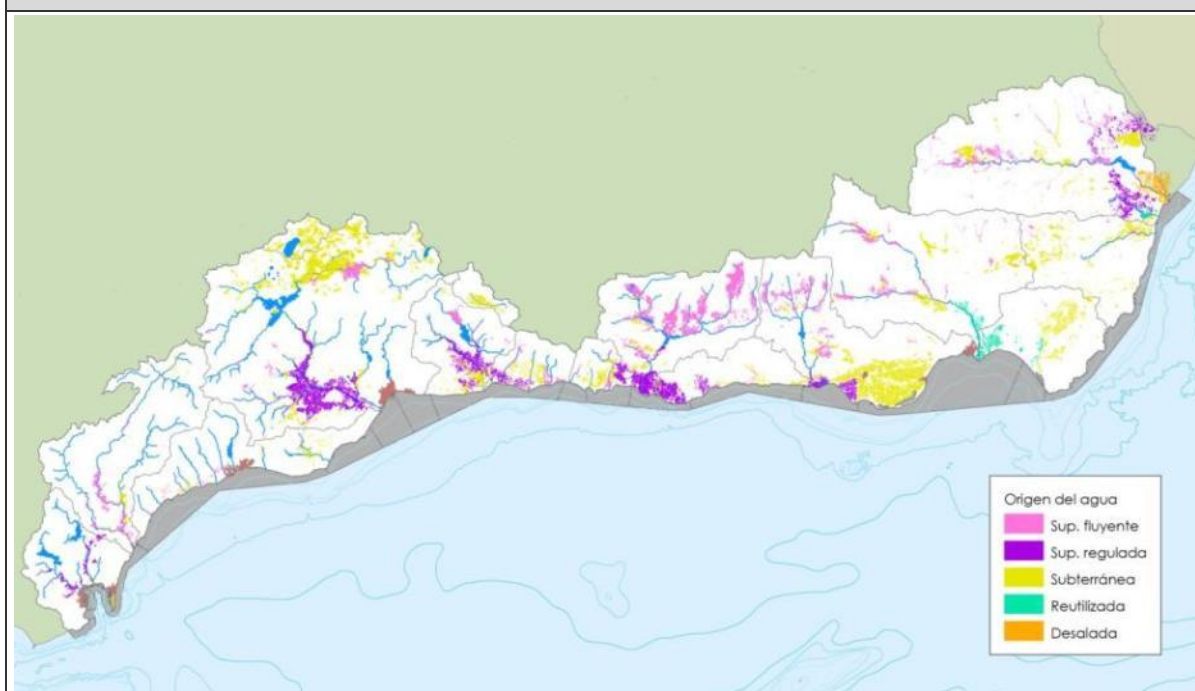 Origen del agua
Sup. fluyente
Sup. regulada
Subterránea
Reutilizada
Desalada